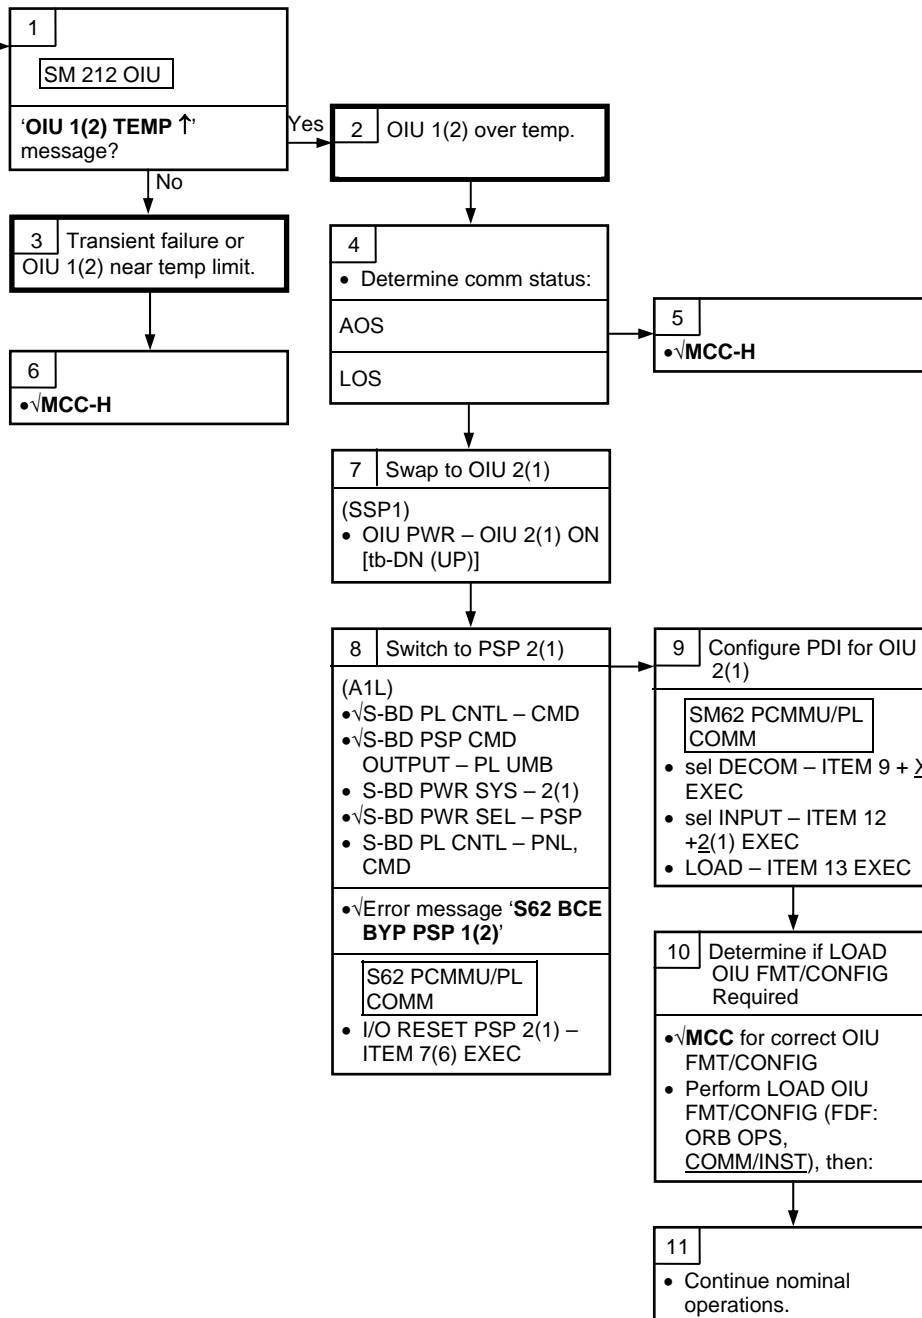 1
SM 212 OIU
‘OIU 1(2) TEMP ↑’
message?
Yes
No
2 OIU 1(2) over temp.
3 Transient failure or
OIU 1(2) near temp limit.
4
• Determine comm status:
AOS
LOS
5
•√MCC-H
6
•√MCC-H
7 Swap to OIU 2(1)
(SSP1)
• OIU PWR – OIU 2(1) ON
[tb-DN (UP)]
8 Switch to PSP 2(1)
(A1L)
•√S-BD PL CNTL – CMD
•√S-BD PSP CMD
OUTPUT – PL UMB
• S-BD PWR SYS – 2(1)
•√S-BD PWR SEL – PSP
• S-BD PL CNTL – PNL,
CMD
•√Error message ‘S62 BCE
BYP PSP 1(2)’
S62 PCMMU/PL
COMM
• I/O RESET PSP 2(1) –
ITEM 7(6) EXEC
9 Configure PDI for OIU
2(1)
SM62 PCMMU/PL
COMM
• sel DECOM – ITEM 9 +
EXEC
• sel INPUT – ITEM 12
+2(1) EXEC
• LOAD – ITEM 13 EXEC
10 Determine if LOAD
OIU FMT/CONFIG
Required
•√MCC for correct OIU
FMT/CONFIG
• Perform LOAD OIU
FMT/CONFIG (FDF:
ORB OPS,
COMM/INST), then:
11
• Continue nominal
operations.